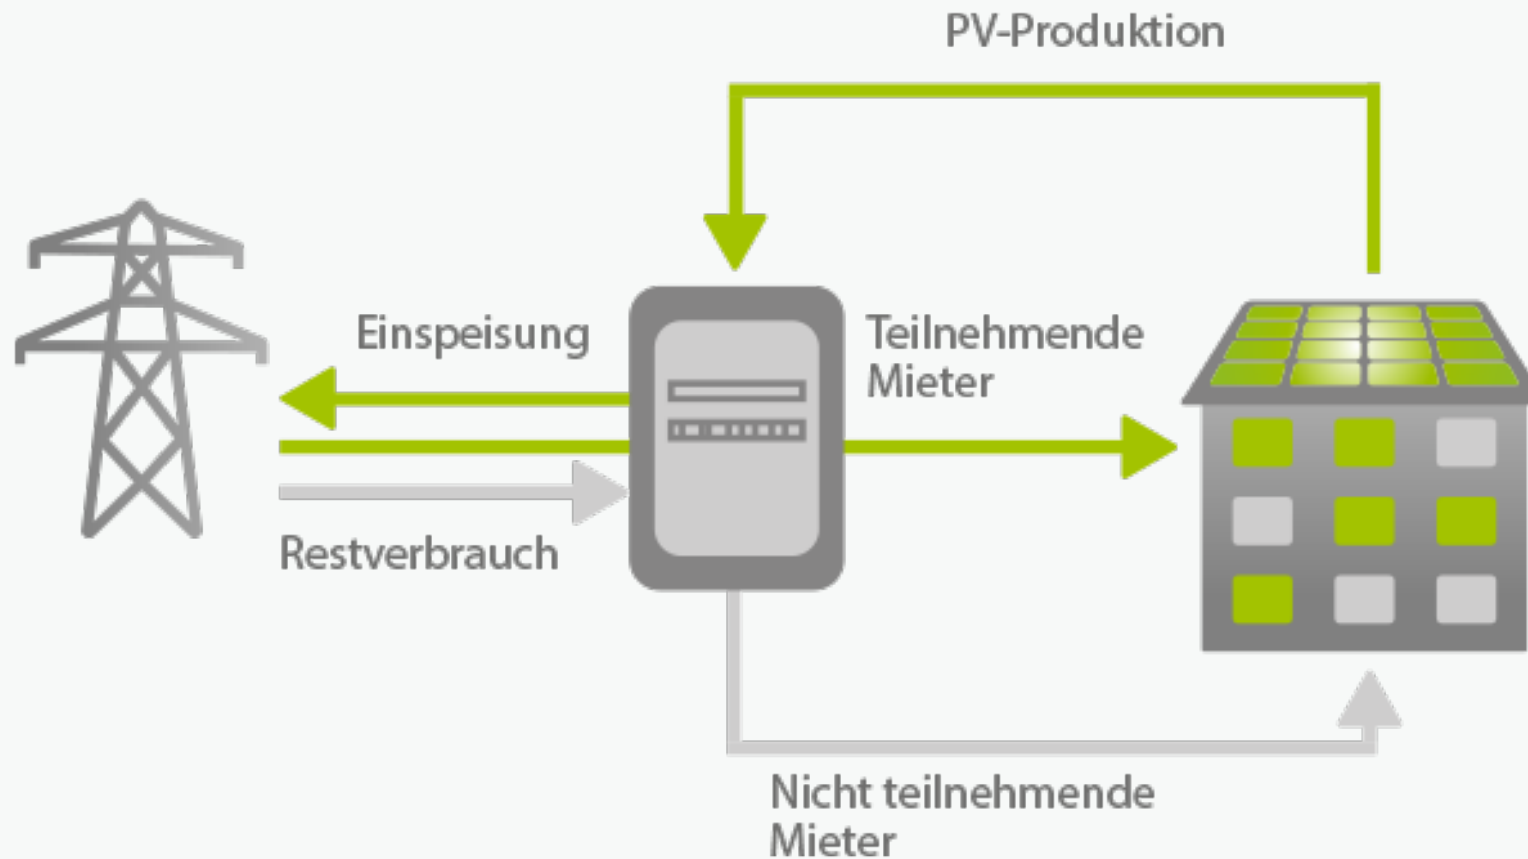 PV-Produktion
Einspeisung
Teilnehmende
Mieter
Restverbrauch
Nicht teilnehmende
Mieter